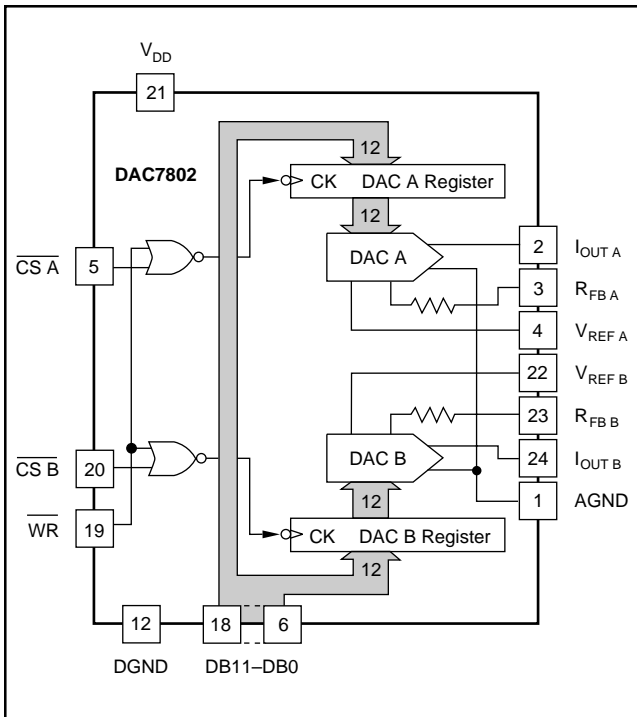 V_DD
21
DAC7802
12
CK DAC A Register
12
DAC A
CS A
5
2 I_OUT A
3 R_FB A
4 V_REF A
22 V_REF B
23 R_FB B
24 I_OUT B
1 AGND
DAC B
CS B
20
12
WR
19
CK DAC B Register
12
12
18
6
DGND
DB11–DB0